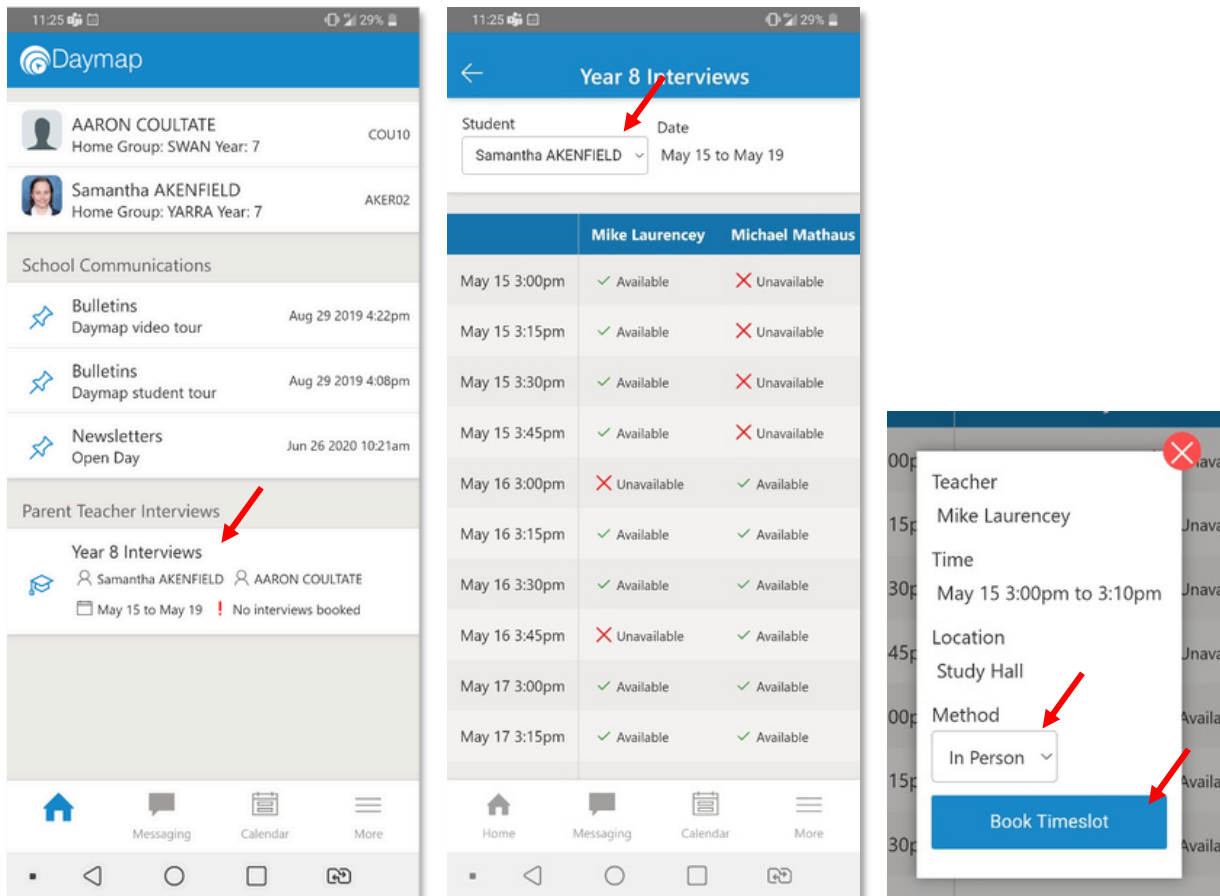 11:25 29%
Daymap
AARON COULTATE
Home Group: SWAN Year: 7
COU10
Samantha AKENFIELD
Home Group: YARRA Year: 7
AKER02
School Communications
Bulletins
Daymap video tour
Aug 29 2019 4:22pm
Bulletins
Daymap student tour
Aug 29 2019 4:08pm
Newsletters
Open Day
Jun 26 2020 10:21am
Parent Teacher Interviews
Year 8 Interviews
Samantha AKENFIELD AARON COULTATE
May 15 to May 19 ! No interviews booked
Messaging Calendar More
11:25 29%
Year 8 Interviews
Student Date
Samantha AKENFIELD May 15 to May 19
Mike Laurencey Michael Mathaus
May 15 3:00pm Available Unavailable
May 15 3:15pm Available Unavailable
May 15 3:30pm Available Unavailable
May 15 3:45pm Available Unavailable
May 16 3:00pm Unavailable Available
May 16 3:15pm Available Available
May 16 3:30pm Available Available
May 16 3:45pm Unavailable Available
May 17 3:00pm Available Available
May 17 3:15pm Available Available
Home Messaging Calendar More
Teacher
Mike Laurencey
Time
May 15 3:00pm to 3:10pm
Location
Study Hall
Method
In Person
Book Timeslot